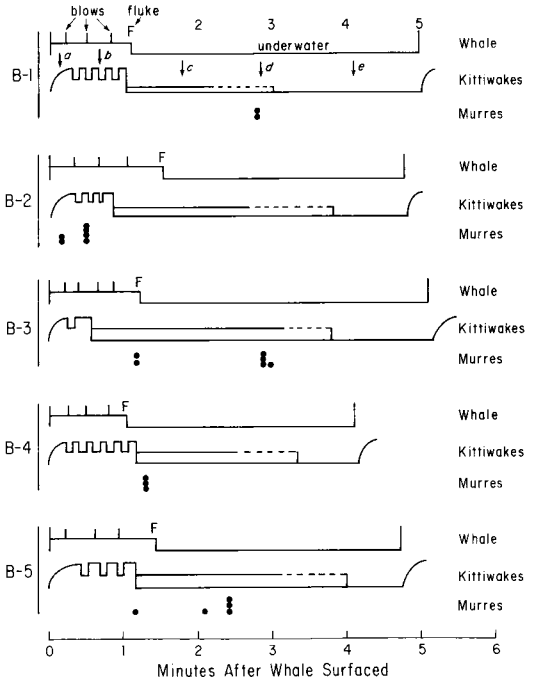 blows fluke
F 2 3 4 5
underwater Whale
a b c d e
B-1 Kittiwakes
Murres
F Whale
B-2 Kittiwakes
Murres
F Whale
B-3 Kittiwakes
Murres
F Whale
B-4 Kittiwakes
Murres
F Whale
B-5 Kittiwakes
Murres
0 1 2 3 4 5 6
Minutes After Whale Surfaced